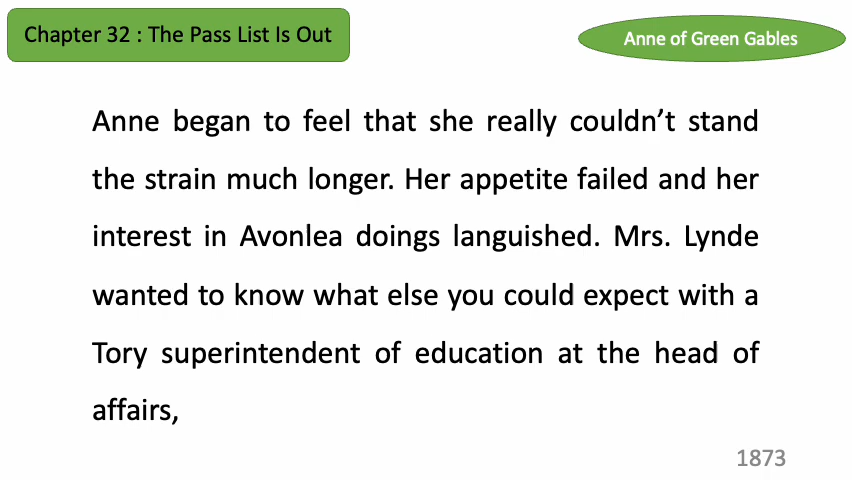 Chapter 32 : The Pass List Is Out
Anne of Green Gables
Anne began to feel that she really couldn’t stand
the strain much longer. Her appetite failed and her
interest in Avonlea doings languished. Mrs. Lynde
wanted to know what else you could expect with a
Tory superintendent of education at the head of
affairs,
1873